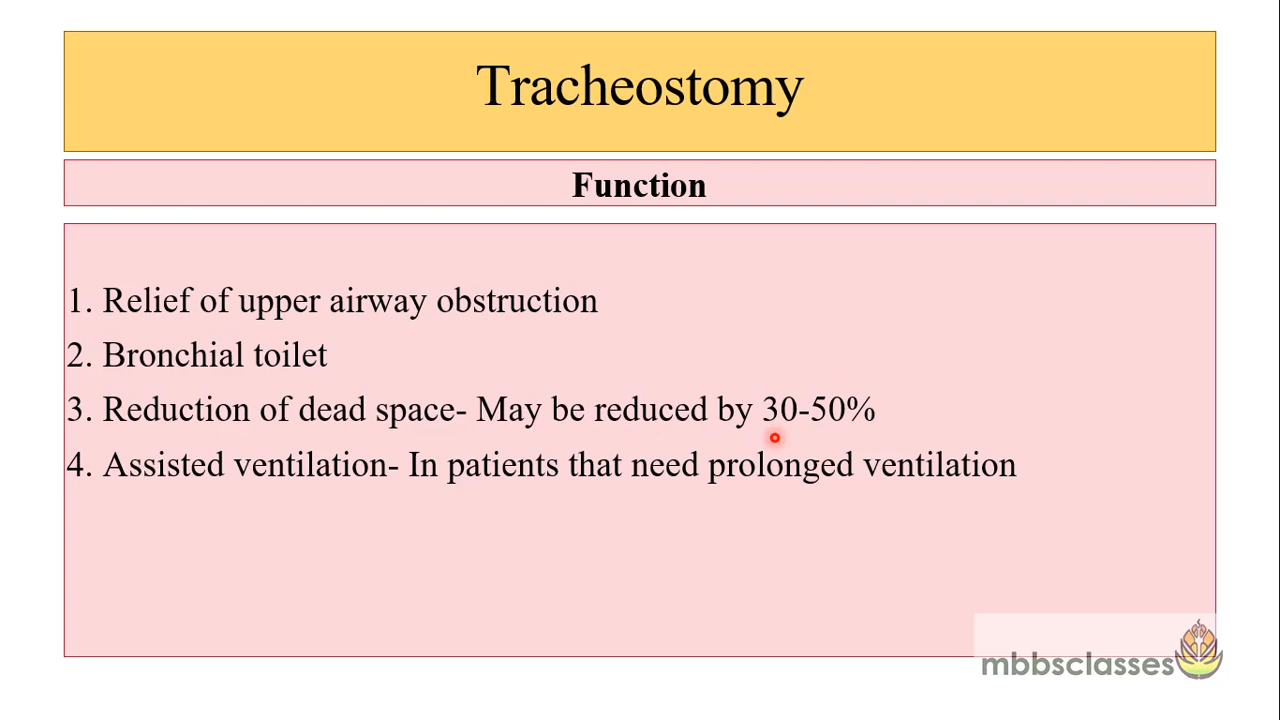 Tracheostomy
Function
1. Relief of upper airway obstruction
2. Bronchial toilet
3. Reduction of dead space- May be reduced by 30-50%
4. Assisted ventilation- In patients that need prolonged ventilation
mbbsclasses